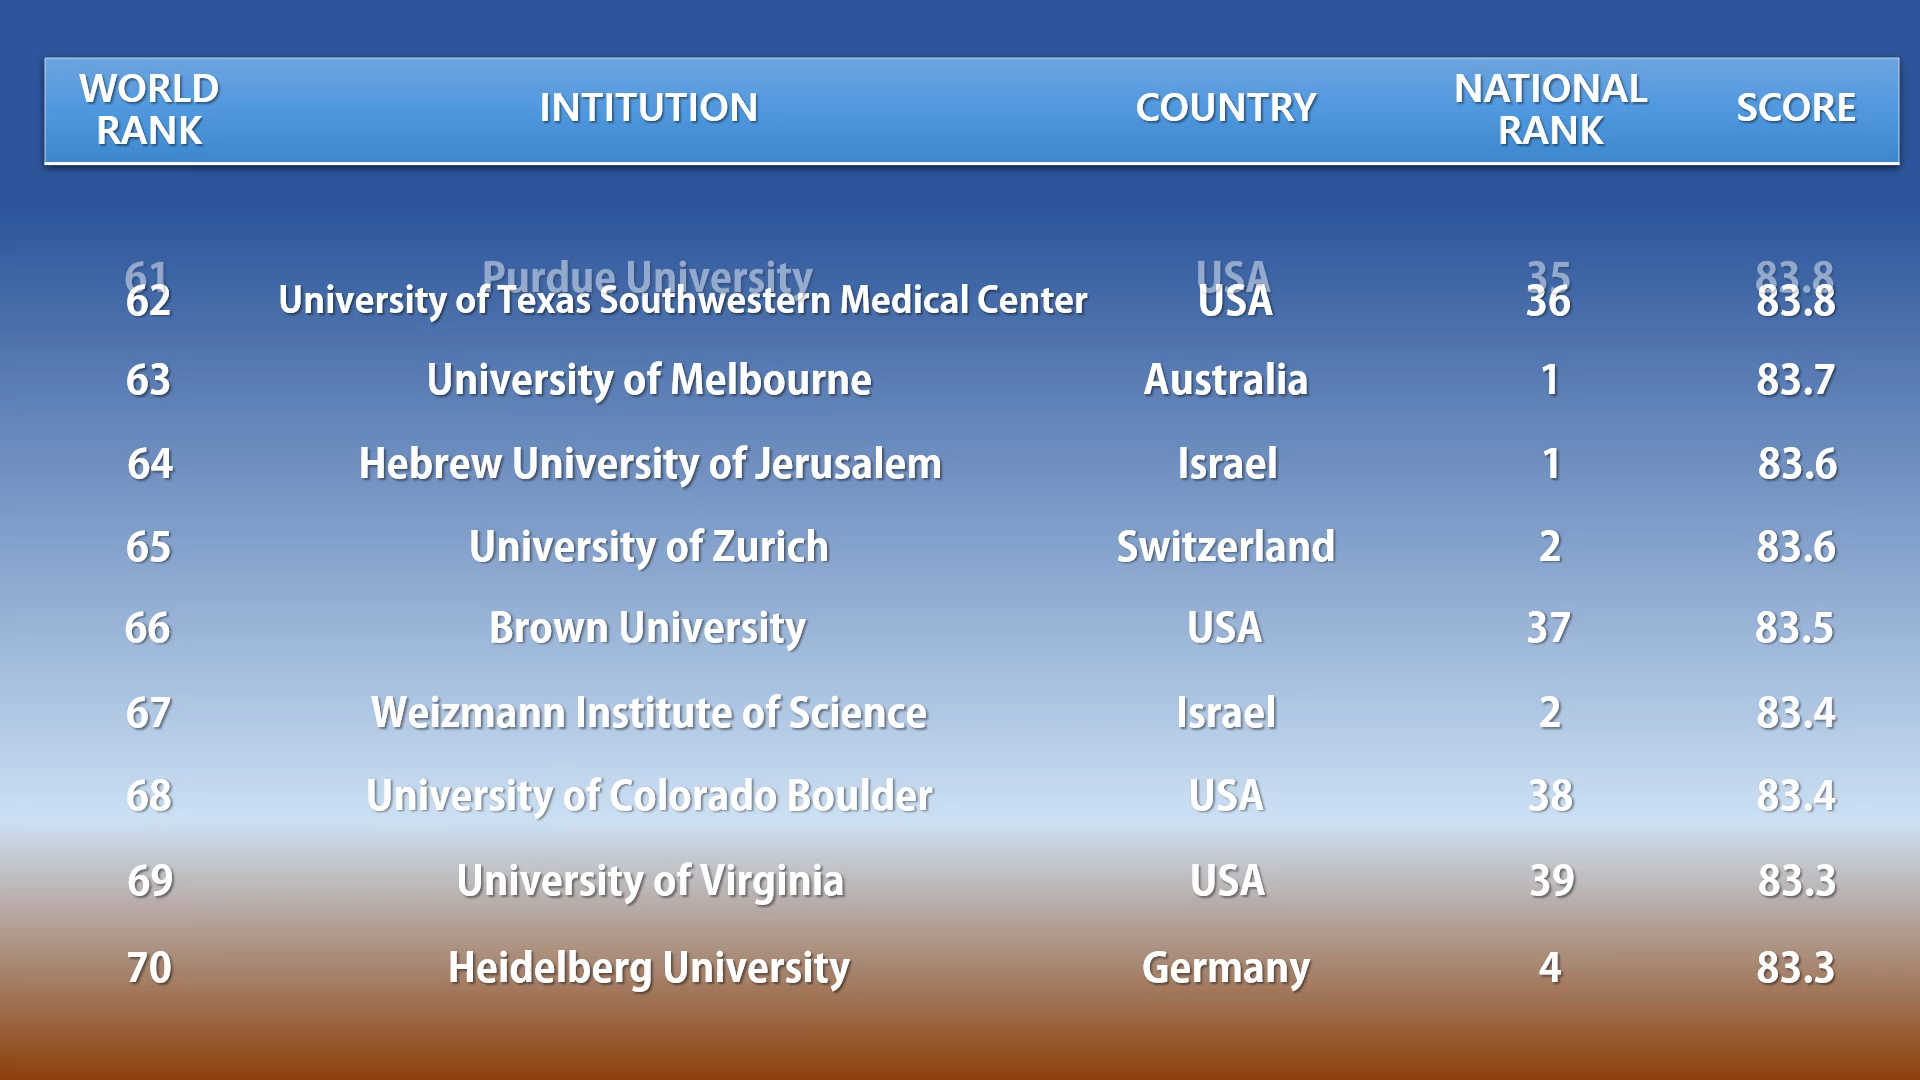 WORLD RANK INTITUTION COUNTRY NATIONAL RANK SCORE
61 Purdue University USA 35 83.8
62 University of Texas Southwestern Medical Center USA 36 83.8
63 University of Melbourne Australia 1 83.7
64 Hebrew University of Jerusalem Israel 1 83.6
65 University of Zurich Switzerland 2 83.6
66 Brown University USA 37 83.5
67 Weizmann Institute of Science Israel 2 83.4
68 University of Colorado Boulder USA 38 83.4
69 University of Virginia USA 39 83.3
70 Heidelberg University Germany 4 83.3